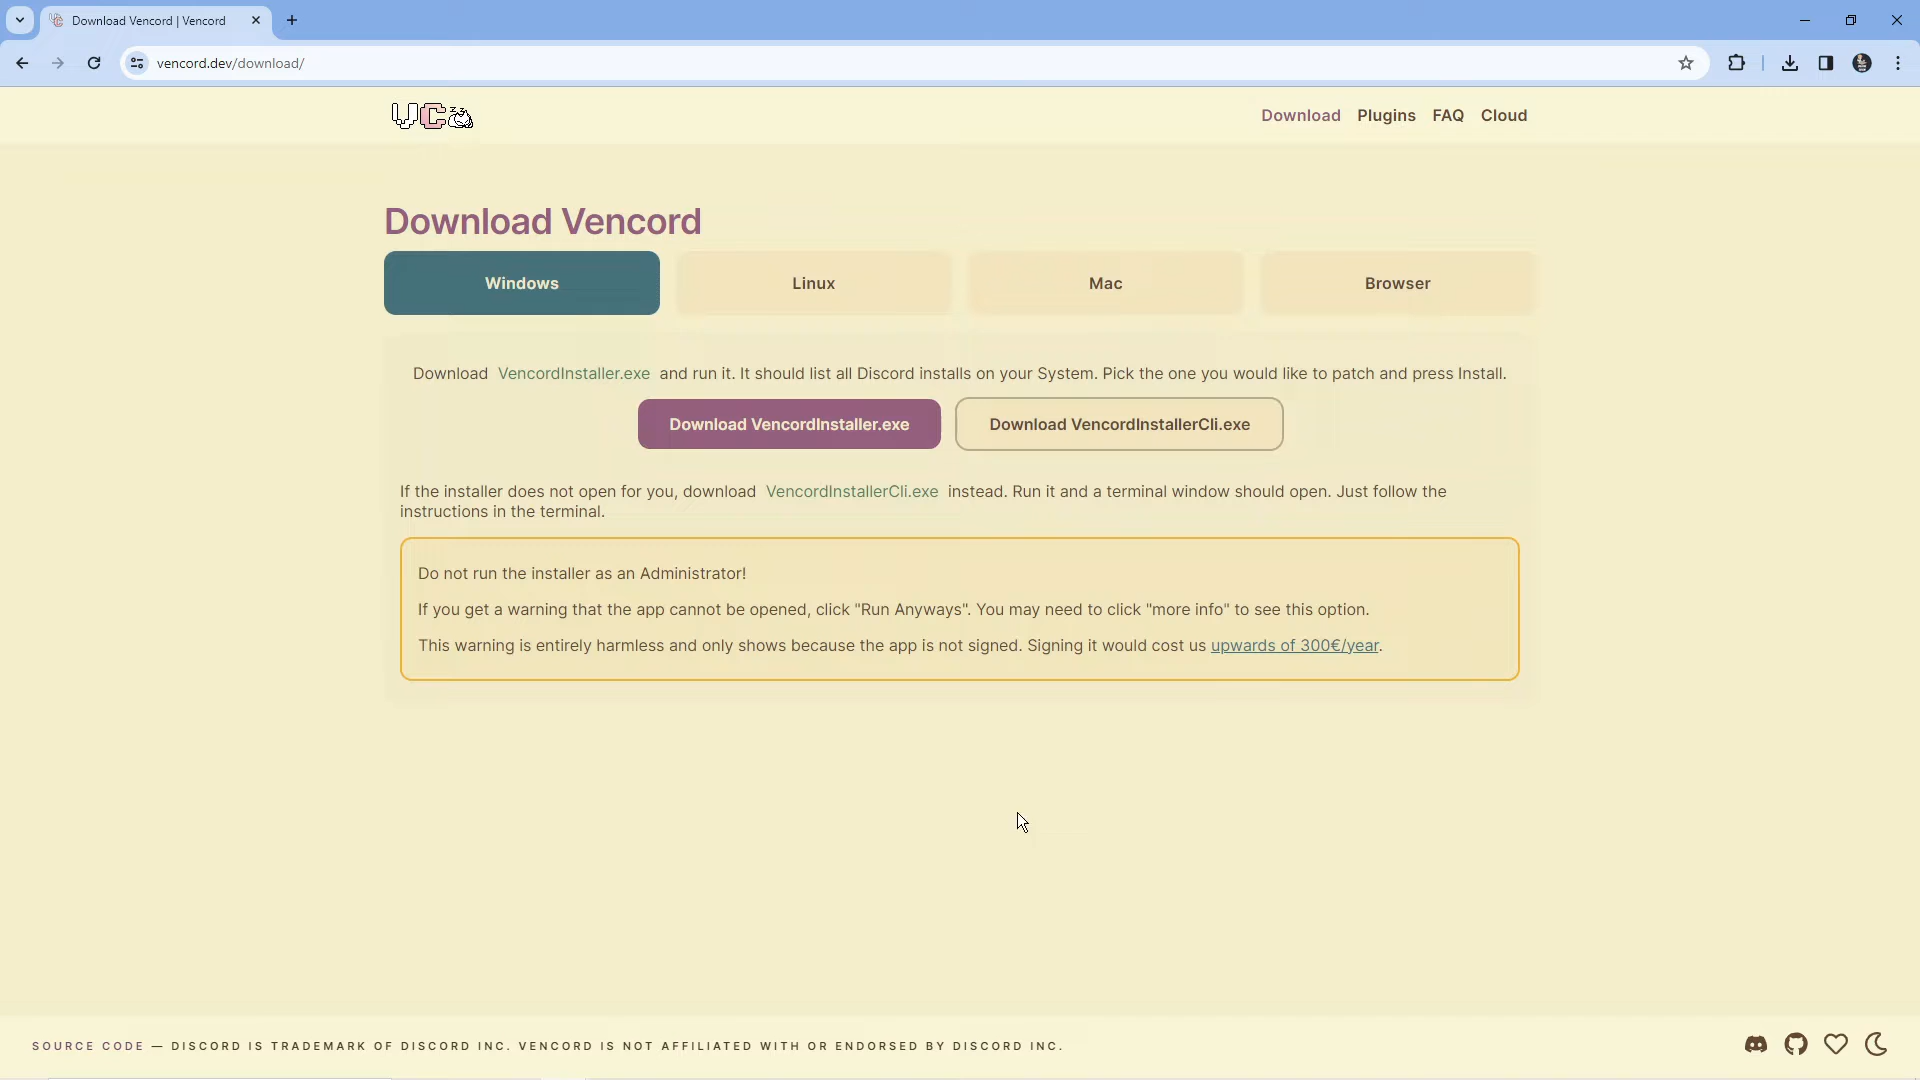 Download Vencord | Vencord
vencord.dev/download/
VC
Download Plugins FAQ Cloud
Download Vencord
Windows Linux Mac Browser
Download VencordInstaller.exe and run it. It should list all Discord installs on your System. Pick the one you would like to patch and press Install.
Download VencordInstaller.exe Download VencordInstallerCli.exe
If the installer does not open for you, download VencordInstallerCli.exe instead. Run it and a terminal window should open. Just follow the
instructions in the terminal.
Do not run the installer as an Administrator!
If you get a warning that the app cannot be opened, click "Run Anyways". You may need to click "more info" to see this option.
This warning is entirely harmless and only shows because the app is not signed. Signing it would cost us upwards of 300€/year.
SOURCE CODE — DISCORD IS TRADEMARK OF DISCORD INC. VENCORD IS NOT AFFILIATED WITH OR ENDORSED BY DISCORD INC.